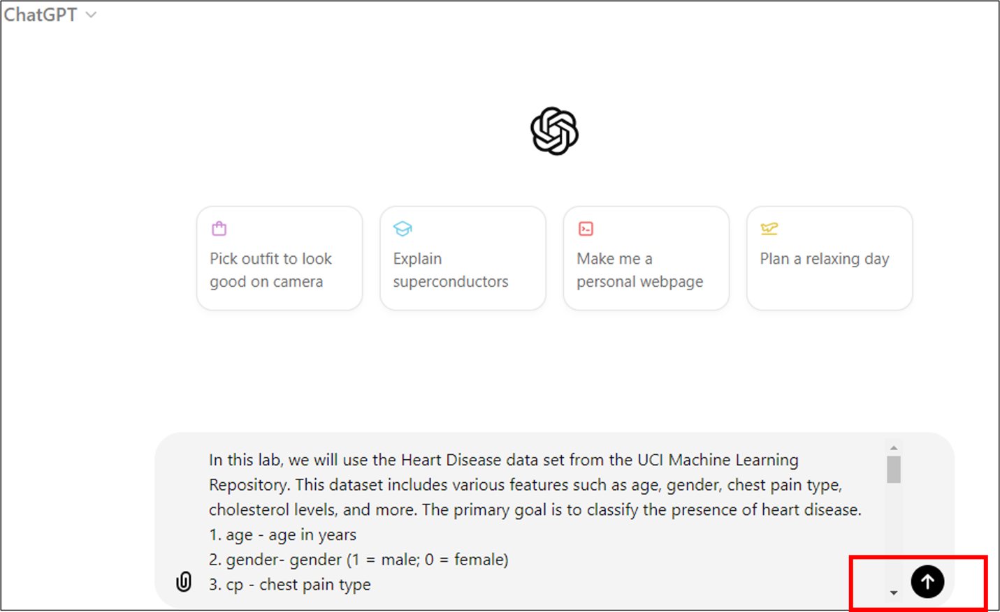 ChatGPT
Pick outfit to look
good on camera
Explain
superconductors
Make me a
personal webpage
Plan a relaxing day
In this lab, we will use the Heart Disease data set from the UCI Machine Learning
Repository. This dataset includes various features such as age, gender, chest pain type,
cholesterol levels, and more. The primary goal is to classify the presence of heart disease.
1. age - age in years
2. gender- gender (1 = male; 0 = female)
3. cp - chest pain type